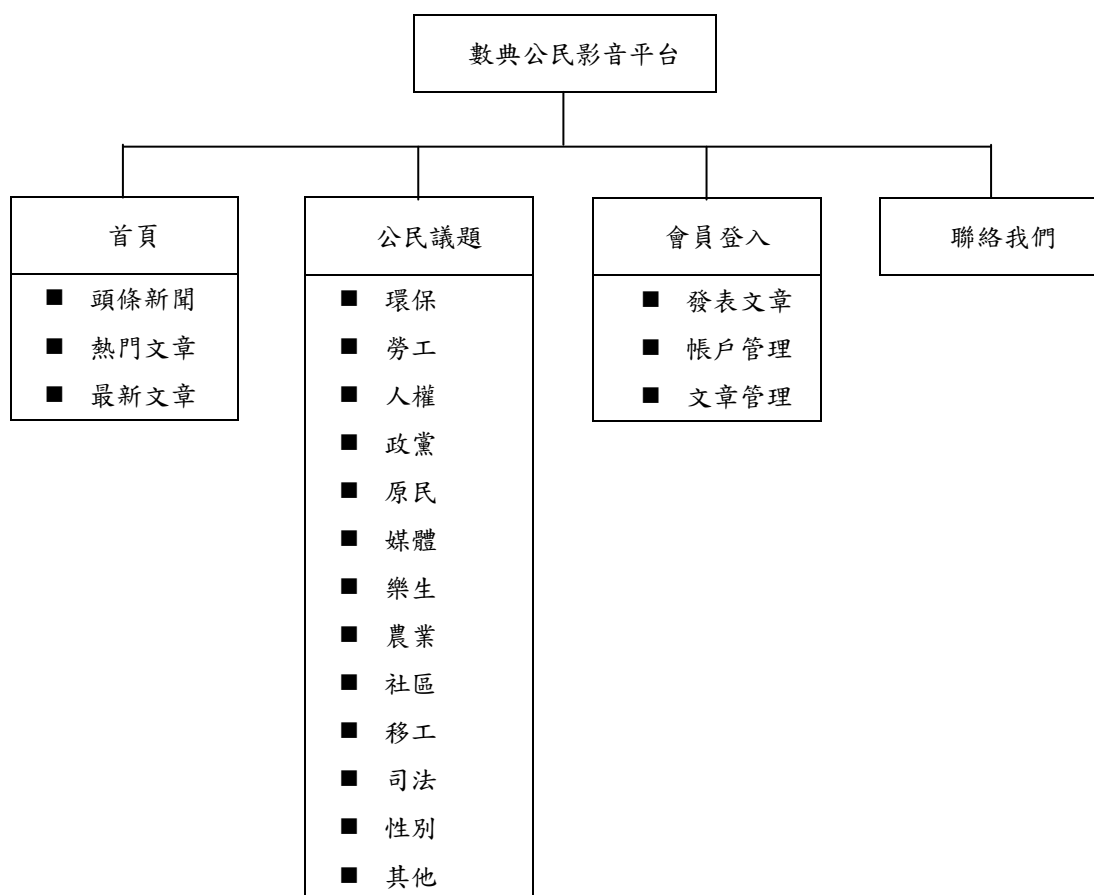 數典公民影音平台
首頁
■ 頭條新聞
■ 熱門文章
■ 最新文章
公民議題
■ 環保
■ 勞工
■ 人權
■ 政黨
■ 原民
■ 媒體
■ 樂生
■ 農業
■ 社區
■ 移工
■ 司法
■ 性別
■ 其他
會員登入
■ 發表文章
■ 帳戶管理
■ 文章管理
聯絡我們